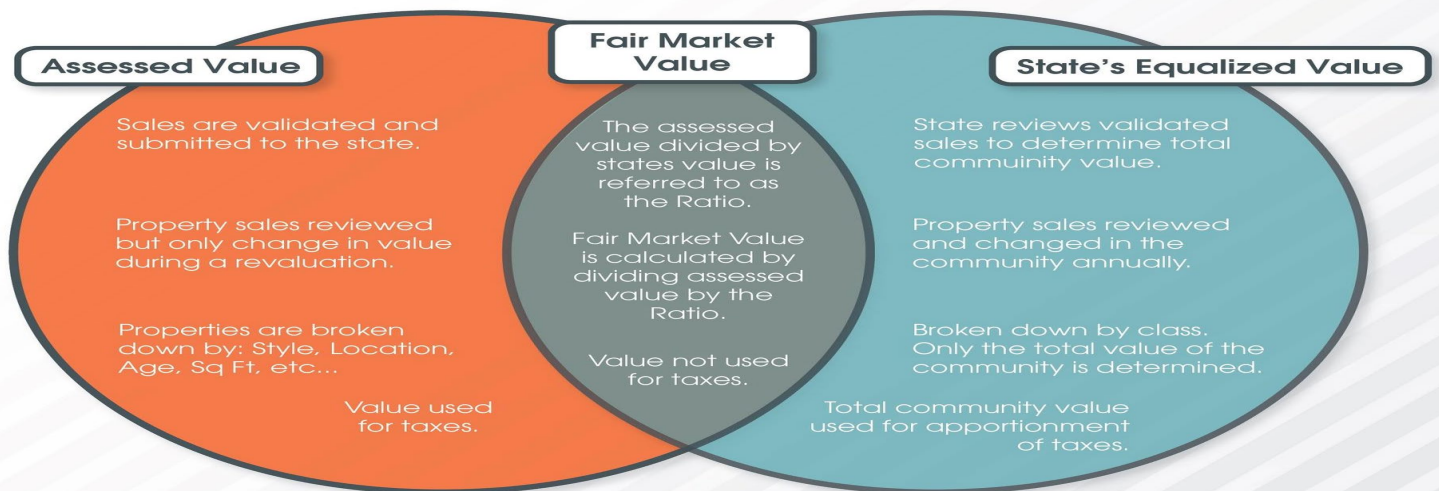 Assessed Value
Sales are validated and
submitted to the state.
Property sales reviewed
but only change in value
during a revaluation.
Properties are broken
down by: Style, Location,
Age, Sq Ft, etc...
Value used
for taxes.
Fair Market
Value
The assessed
value divided by
states value is
referred to as
the Ratio.
Fair Market Value
is calculated by
dividing assessed
value by the
Ratio.
Value not used
for taxes.
State's Equalized Value
State reviews validated
sales to determine total
commuinity value.
Property sales reviewed
and changed in the
community annually.
Broken down by class.
Only the total value of the
community is determined.
Total community value
used for apportionment
of taxes.